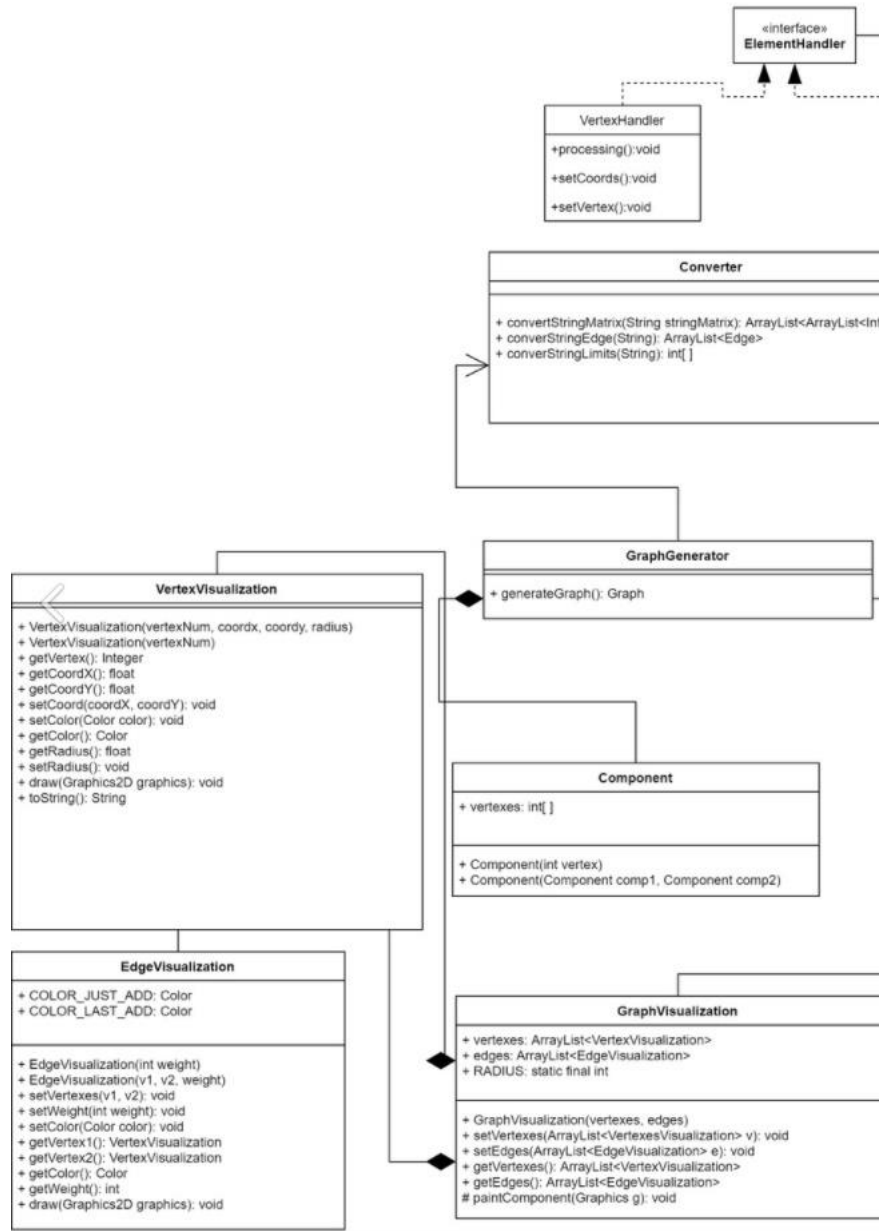 «interface»
ElementHandler
VertexHandler
+processing():void
+setCoords():void
+setVertex():void
Converter
+ convertStringMatrix(String stringMatrix): ArrayList<ArrayList<Int
+ converStringEdge(String): ArrayList<Edge>
+ converStringLimits(String): int[ ]
GraphGenerator
+ generateGraph(): Graph
VertexVisualization
+ VertexVisualization(vertexNum, coordx, coordy, radius)
+ VertexVisualization(vertexNum)
+ getVertex(): Integer
+ getCoordX(): float
+ getCoordY(): float
+ setCoord(coordX, coordY): void
+ setColor(Color color): void
+ getColor(): Color
+ getRadius(): float
+ setRadius(): void
+ draw(Graphics2D graphics): void
+ toString(): String
Component
+ vertexes: int[ ]
+ Component(int vertex)
+ Component(Component comp1, Component comp2)
EdgeVisualization
+ COLOR_JUST_ADD: Color
+ COLOR_LAST_ADD: Color
+ EdgeVisualization(int weight)
+ EdgeVisualization(v1, v2, weight)
+ setVertexes(v1, v2): void
+ setWeight(int weight): void
+ setColor(Color color): void
+ getVertex1(): VertexVisualization
+ getVertex2(): VertexVisualization
+ getColor(): Color
+ getWeight(): int
+ draw(Graphics2D graphics): void
GraphVisualization
+ vertexes: ArrayList<VertexVisualization>
+ edges: ArrayList<EdgeVisualization>
+ RADIUS: static final int
+ GraphVisualization(vertexes, edges)
+ setVertexes(ArrayList<VertexesVisualization> v): void
+ setEdges(ArrayList<EdgeVisualization> e): void
+ getVertexes(): ArrayList<VertexVisualization>
+ getEdges(): ArrayList<EdgeVisualization>
# paintComponent(Graphics g): void